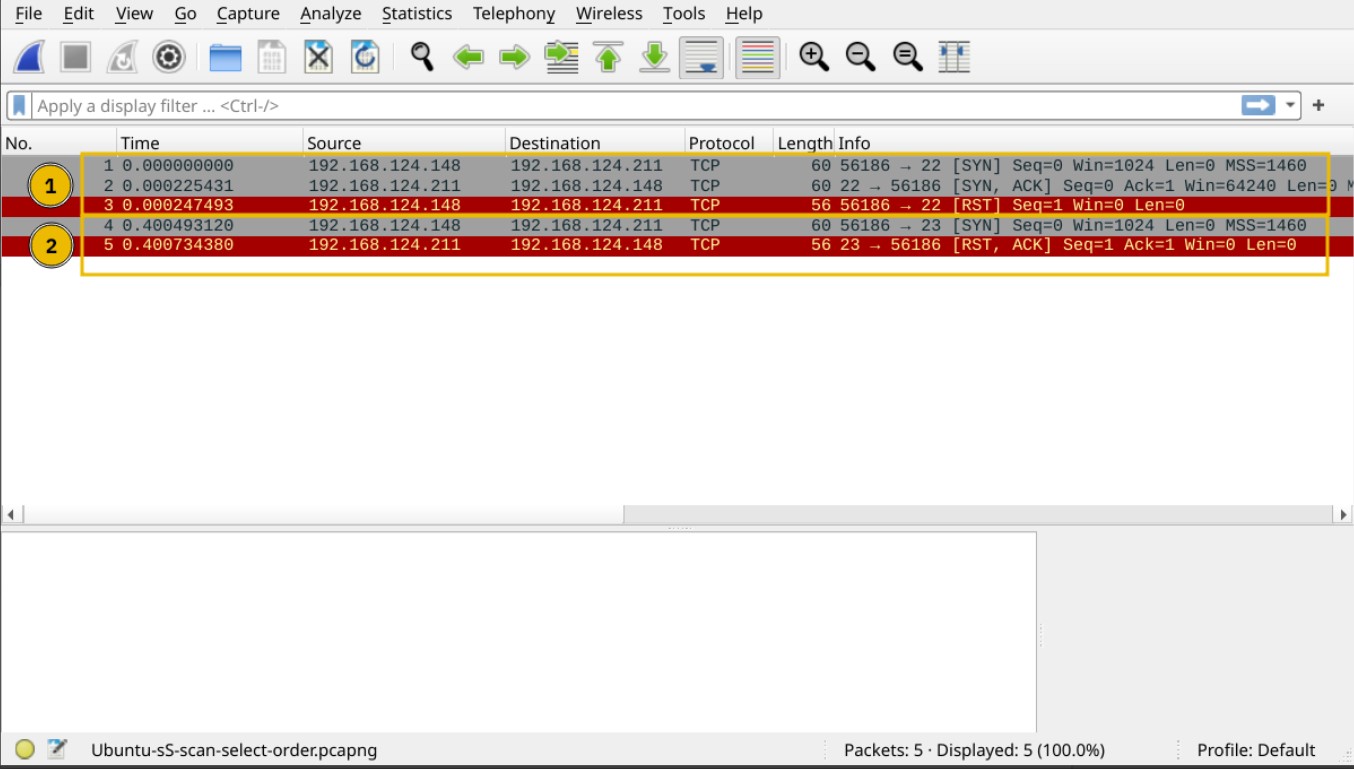 File Edit View Go Capture Analyze Statistics Telephony Wireless Tools Help
Apply a display filter ... <Ctrl-/>
No. Time Source Destination Protocol Length Info
1
1 0.000000000 192.168.124.148 192.168.124.211 TCP 60 56186 → 22 [SYN] Seq=0 Win=1024 Len=0 MSS=1460
2 0.000225431 192.168.124.211 192.168.124.148 TCP 60 22 → 56186 [SYN, ACK] Seq=0 Ack=1 Win=64240 Len=0 M
3 0.000247493 192.168.124.148 192.168.124.211 TCP 56 56186 → 22 [RST] Seq=1 Win=0 Len=0
2
4 0.400493120 192.168.124.148 192.168.124.211 TCP 60 56186 → 23 [SYN] Seq=0 Win=1024 Len=0 MSS=1460
5 0.400734380 192.168.124.211 192.168.124.148 TCP 56 23 → 56186 [RST, ACK] Seq=1 Ack=1 Win=0 Len=0
Ubuntu-sS-scan-select-order.pcapng Packets: 5 · Displayed: 5 (100.0%) Profile: Default